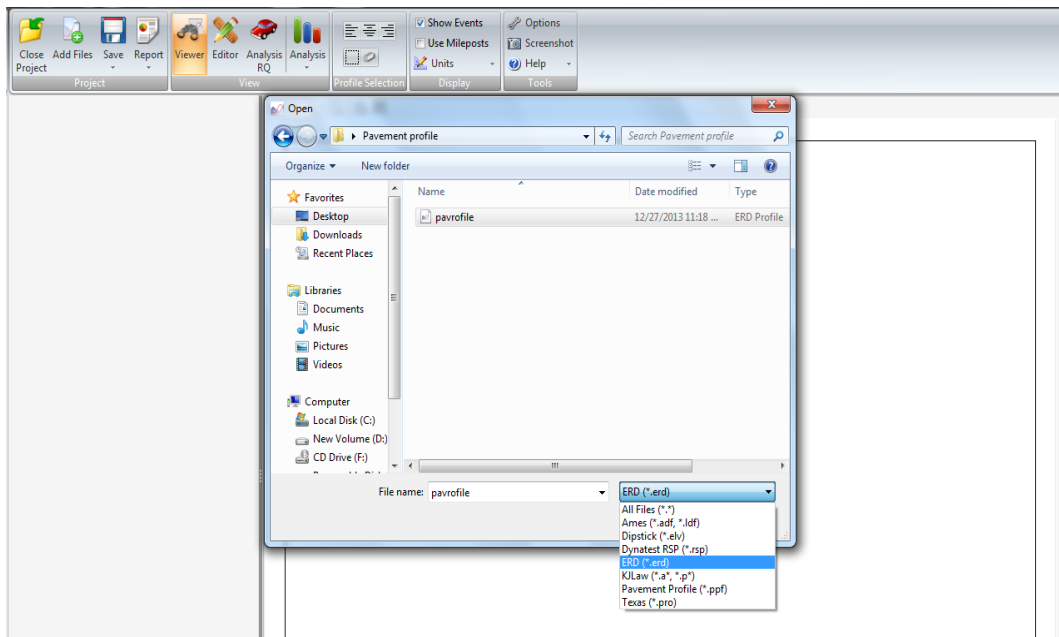 Close Project
Add Files
Save
Report
Viewer
Editor
Analysis RQ
Analysis
Show Events
Use Mileposts
Units
Options
Screenshot
Help
Project
View
Profile Selection
Display
Tools
Open
Pavement profile
Search Pavement profile
Organize
New folder
Name
Date modified
Type
Favorites
Desktop
Downloads
Recent Places
Libraries
Documents
Music
Pictures
Videos
Computer
Local Disk (C:)
New Volume (D:)
CD Drive (F:)
pavrofile
12/27/2013 11:18 ...
ERD Profile
File name:
pavrofile
ERD (*.erd)
All Files (*.*)
Ames (*.adf, *.ldf)
Dipstick (*.elv)
Dynatest RSP (*.rsp)
ERD (*.erd)
KJLaw (*.a*, *.p*)
Pavement Profile (*.ppf)
Texas (*.pro)